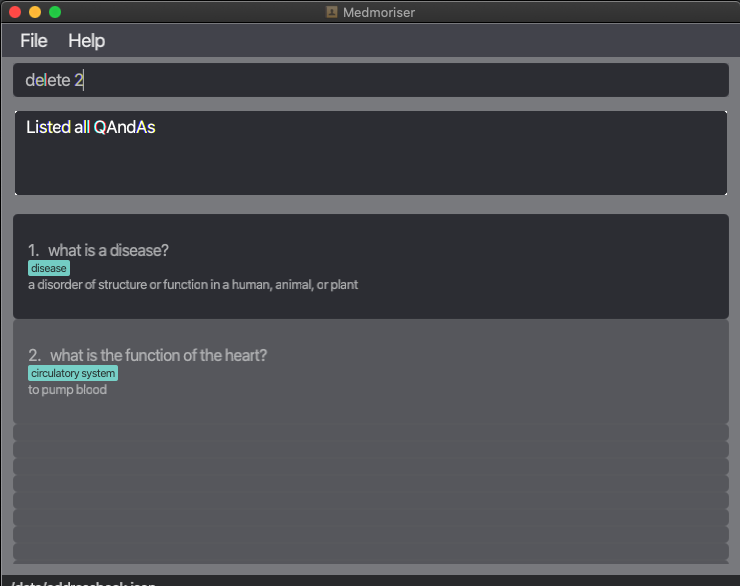 Medmoriser
File Help
delete 2
Listed all QAndAs
1. what is a disease?
disease
a disorder of structure or function in a human, animal, or plant
2. what is the function of the heart?
circulatory system
to pump blood